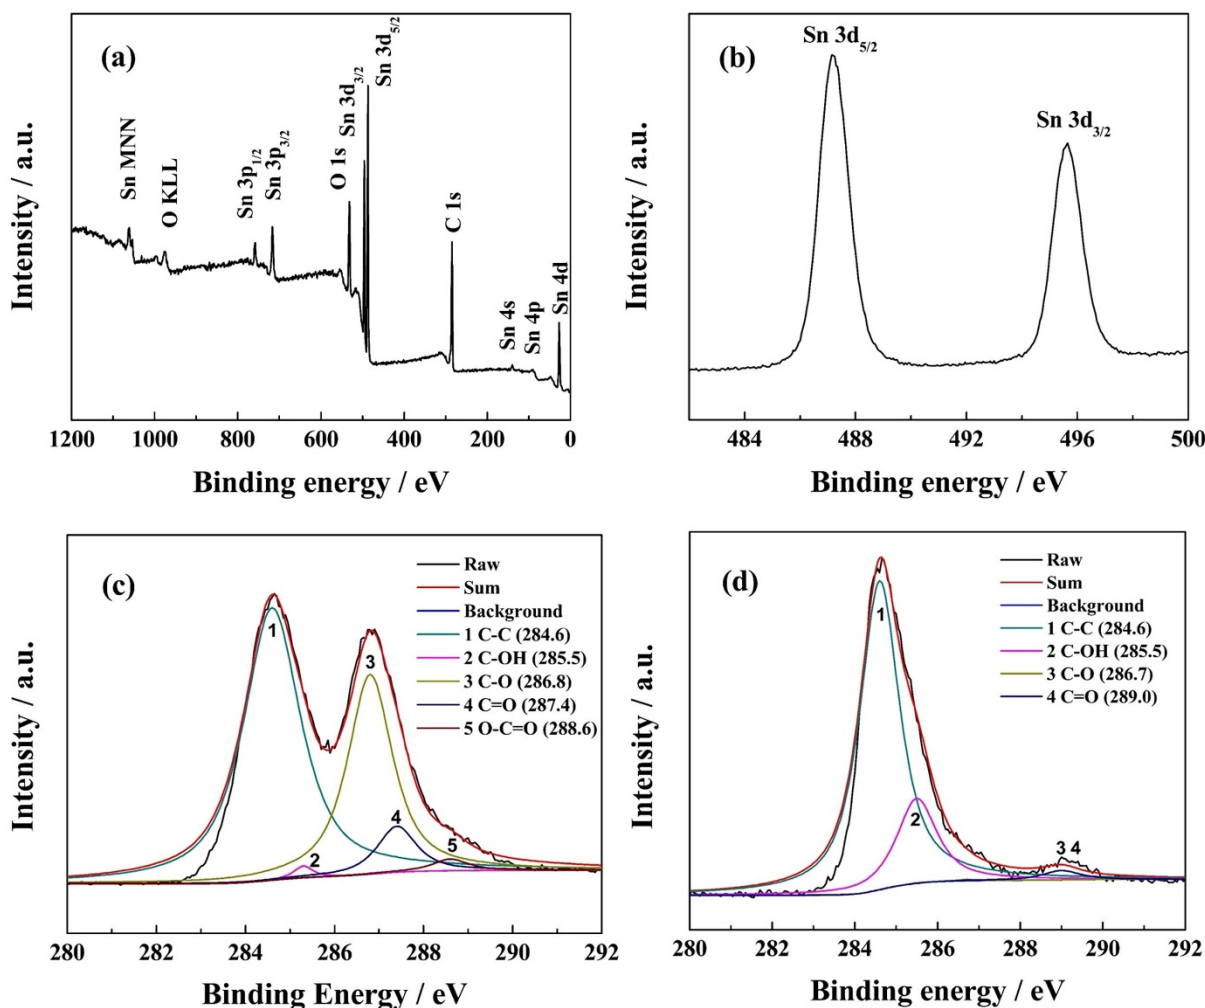 (a)
Sn MNN
O KLL
Sn 3p1/2
Sn 3p3/2
O 1s
Sn 3d3/2
Sn 3d5/2
C 1s
Sn 4s
Sn 4p
Sn 4d
Intensity / a.u.
1200 1000 800 600 400 200 0
Binding energy / eV
(b)
Sn 3d5/2
Sn 3d3/2
Intensity / a.u.
484 488 492 496 500
Binding energy / eV
(c)
Raw
Sum
Background
1 C-C (284.6)
2 C-OH (285.5)
3 C-O (286.8)
4 C=O (287.4)
5 O-C=O (288.6)
1
3
4
2
5
Intensity / a.u.
280 282 284 286 288 290 292
Binding Energy / eV
(d)
Raw
Sum
Background
1 C-C (284.6)
2 C-OH (285.5)
3 C-O (286.7)
4 C=O (289.0)
1
2
3 4
Intensity / a.u.
280 282 284 286 288 290 292
Binding energy / eV